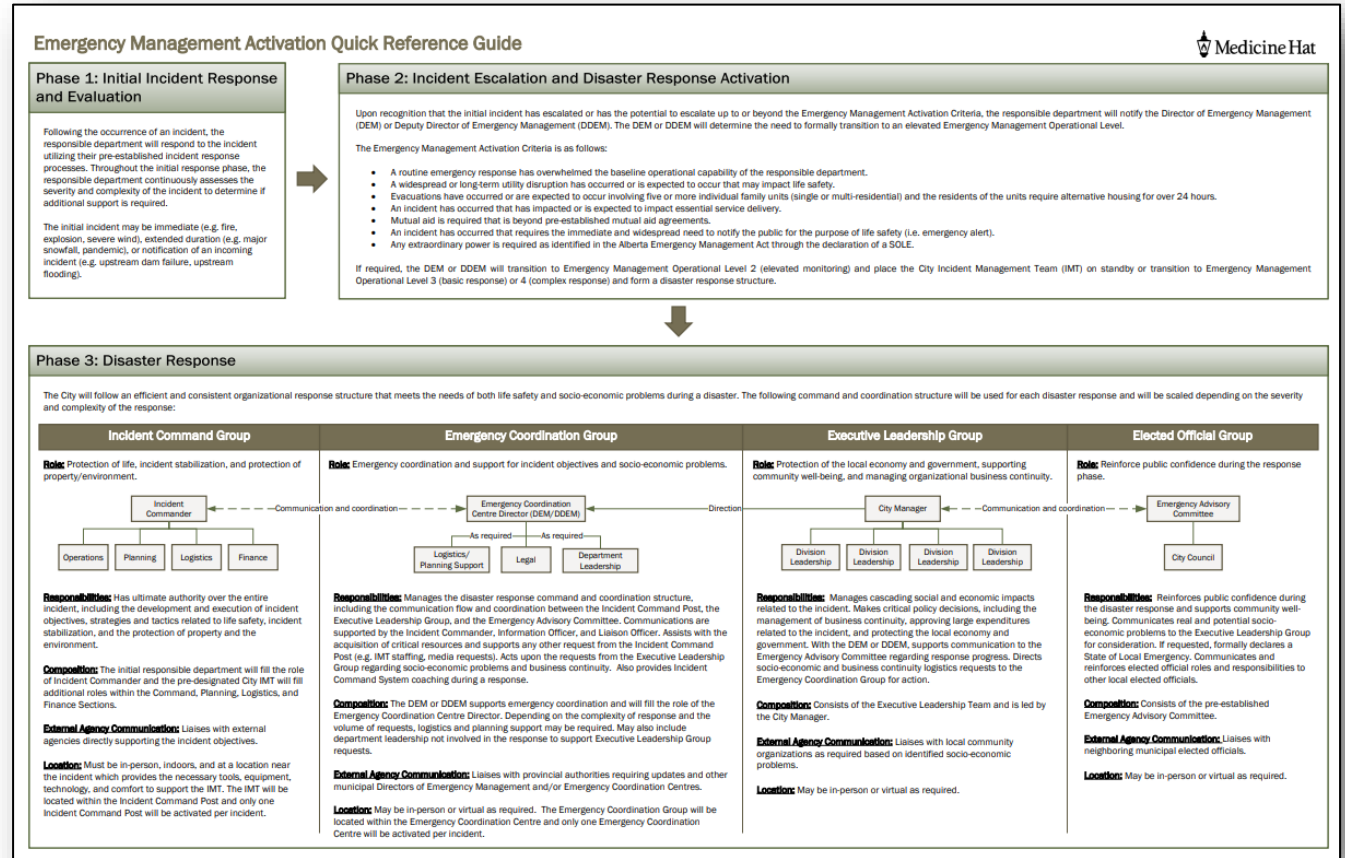 Emergency Management Activation Quick Reference Guide
Medicine Hat
Phase 1: Initial Incident Response
and Evaluation
Following the occurrence of an incident, the
responsible department will respond to the incident
utilizing their pre-established incident response
processes. Throughout the initial response phase, the
responsible department continuously assesses the
severity and complexity of the incident to determine if
additional support is required.
The initial incident may be immediate (e.g. fire,
explosion, severe wind), extended duration (e.g. major
snowfall, pandemic), or notification of an incoming
incident (e.g. upstream dam failure, upstream
flooding).
Phase 2: Incident Escalation and Disaster Response Activation
Upon recognition that the initial incident has escalated or has the potential to escalate up to or beyond the Emergency Management Activation Criteria, the responsible department will notify the Director of Emergency Management
(DEM) or Deputy Director of Emergency Management (DDEM). The DEM or DDEM will determine the need to formally transition to an elevated Emergency Management Operational Level.
The Emergency Management Activation Criteria is as follows:
• A routine emergency response has overwhelmed the baseline operational capability of the responsible department.
• A widespread or long-term utility disruption has occurred or is expected to occur that may impact life safety.
• Evacuations have occurred or are expected to occur involving five or more individual family units (single or multi-residential) and the residents of the units require alternative housing for over 24 hours.
• An incident has occurred that has impacted or is expected to impact essential service delivery.
• Mutual aid is required that is beyond pre-established mutual aid agreements.
• An incident has occurred that requires the immediate and widespread need to notify the public for the purpose of life safety (i.e. emergency alert).
• Any extraordinary power is required as identified in the Alberta Emergency Management Act through the declaration of a SOLE.
If required, the DEM or DDEM will transition to Emergency Management Operational Level 2 (elevated monitoring) and place the City Incident Management Team (IMT) on standby or transition to Emergency Management
Operational Level 3 (basic response) or 4 (complex response) and form a disaster response structure.
Phase 3: Disaster Response
The City will follow an efficient and consistent organizational response structure that meets the needs of both life safety and socio-economic problems during a disaster. The following command and coordination structure will be used for each disaster response and will be scaled depending on the severity
and complexity of the response:
Incident Command Group
Role: Protection of life, incident stabilization, and protection of
property/environment.
Incident
Commander
Operations
Planning
Logistics
Finance
Communication and coordination
Responsibilities: Has ultimate authority over the entire
incident, including the development and execution of incident
objectives, strategies and tactics related to life safety, incident
stabilization, and the protection of property and the
environment.
Composition: The initial responsible department will fill the role
of Incident Commander and the pre-designated City IMT will fill
additional roles within the Command, Planning, Logistics, and
Finance Sections.
External Agency Communication: Liaises with external
agencies directly supporting the incident objectives.
Location: Must be in-person, indoors, and at a location near
the incident which provides the necessary tools, equipment,
technology, and comfort to support the IMT. The IMT will be
located within the Incident Command Post and only one
Incident Command Post will be activated per incident.
Emergency Coordination Group
Role: Emergency coordination and support for incident objectives and socio-economic problems.
Emergency Coordination
Centre Director (DEM/DDEM)
As required
As required
Logistics/
Planning Support
Legal
Department
Leadership
Direction
Responsibilities: Manages the disaster response command and coordination structure,
including the communication flow and coordination between the Incident Command Post, the
Executive Leadership Group, and the Emergency Advisory Committee. Communications are
supported by the Incident Commander, Information Officer, and Liaison Officer. Assists with the
acquisition of critical resources and supports any other request from the Incident Command
Post (e.g. IMT staffing, media requests). Acts upon the requests from the Executive Leadership
Group regarding socio-economic problems and business continuity. Also provides Incident
Command System coaching during a response.
Composition: The DEM or DDEM supports emergency coordination and will fill the role of the
Emergency Coordination Centre Director. Depending on the complexity of response and the
volume of requests, logistics and planning support may be required. May also include
department leadership not involved in the response to support Executive Leadership Group
requests.
External Agency Communication: Liaises with provincial authorities requiring updates and other
municipal Directors of Emergency Management and/or Emergency Coordination Centres.
Location: May be in-person or virtual as required. The Emergency Coordination Group will be
located within the Emergency Coordination Centre and only one Emergency Coordination
Centre will be activated per incident.
Executive Leadership Group
Role: Protection of the local economy and government, supporting
community well-being, and managing organizational business continuity.
City Manager
Division
Leadership
Division
Leadership
Division
Leadership
Division
Leadership
Communication and coordination
Responsibilities: Manages cascading social and economic impacts
related to the incident. Makes critical policy decisions, including the
management of business continuity, approving large expenditures
related to the incident, and protecting the local economy and
government. With the DEM or DDEM, supports communication to the
Emergency Advisory Committee regarding response progress. Directs
socio-economic and business continuity logistics requests to the
Emergency Coordination Group for action.
Composition: Consists of the Executive Leadership Team and is led by
the City Manager.
External Agency Communication: Liaises with local community
organizations as required based on identified socio-economic
problems.
Location: May be in-person or virtual as required.
Elected Official Group
Role: Reinforce public confidence during the response
phase.
Emergency Advisory
Committee
City Council
Responsibilities: Reinforces public confidence during
the disaster response and supports community well-
being. Communicates real and potential socio-
economic problems to the Executive Leadership Group
for consideration. If requested, formally declares a
State of Local Emergency. Communicates and
reinforces elected official roles and responsibilities to
other local elected officials.
Composition: Consists of the pre-established
Emergency Advisory Committee.
External Agency Communication: Liaises with
neighboring municipal elected officials.
Location: May be in-person or virtual as required.